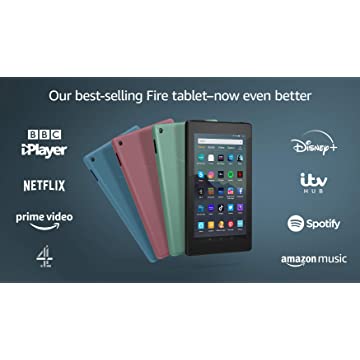 Our best-selling Fire tablet–now even better
BBC
iPlayer
NETFLIX
prime video
4
Disney+
itv
HUB
Spotify
amazon music